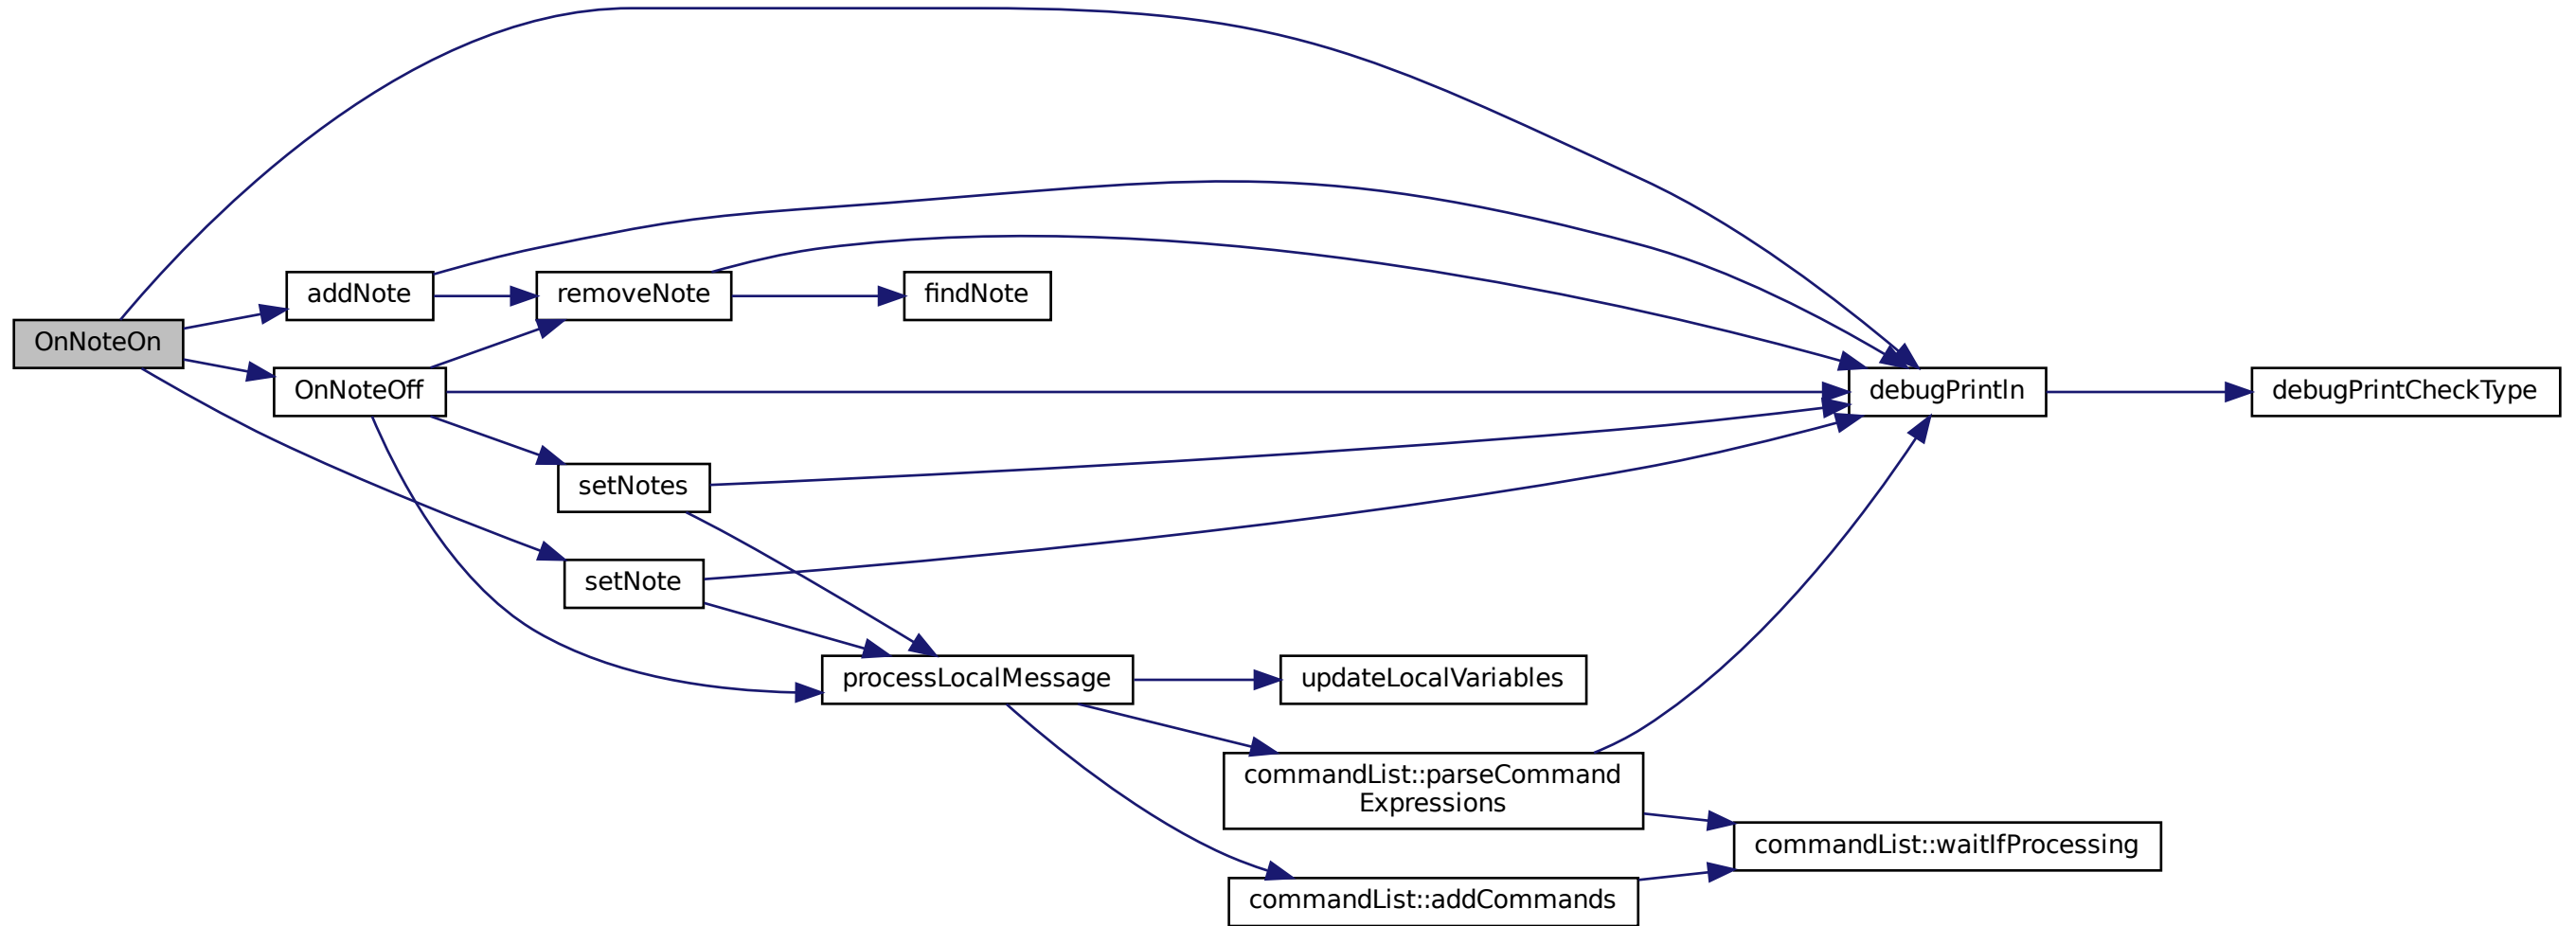 addNote
removeNote
findNote
OnNoteOn
OnNoteOff
debugPrintln
debugPrintCheckType
setNotes
setNote
processLocalMessage
updateLocalVariables
commandList::parseCommand
Expressions
commandList::waitIfProcessing
commandList::addCommands